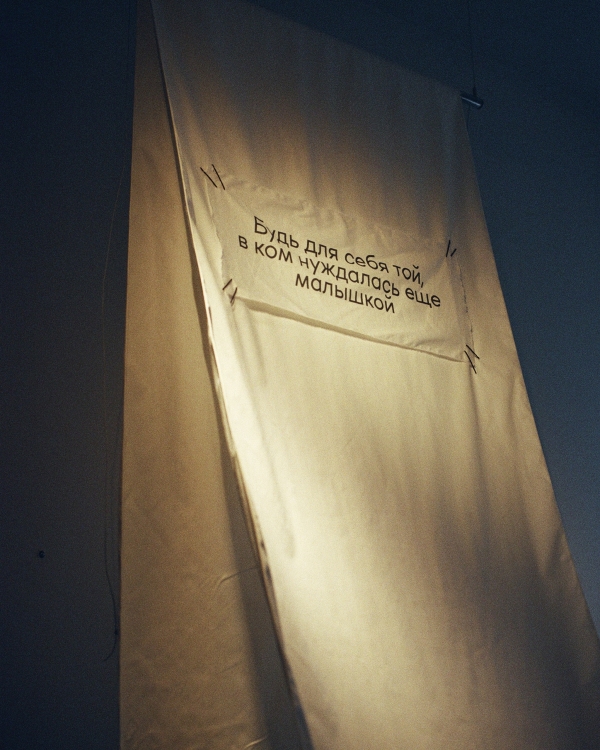 Будь для себя той,
в ком нуждалась еще
малышкой